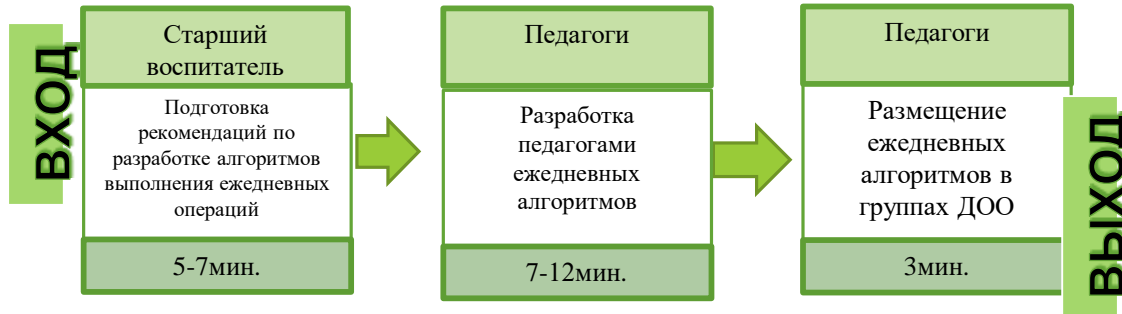 ВХОД
Старший
воспитатель
Подготовка
рекомендаций по
разработке алгоритмов
выполнения ежедневных
операций
5-7мин.
Педагоги
Разработка
педагогами
ежедневных
алгоритмов
7-12мин.
Педагоги
Размещение
ежедневных
алгоритмов в
группах ДОО
3мин.
ВЫХОД